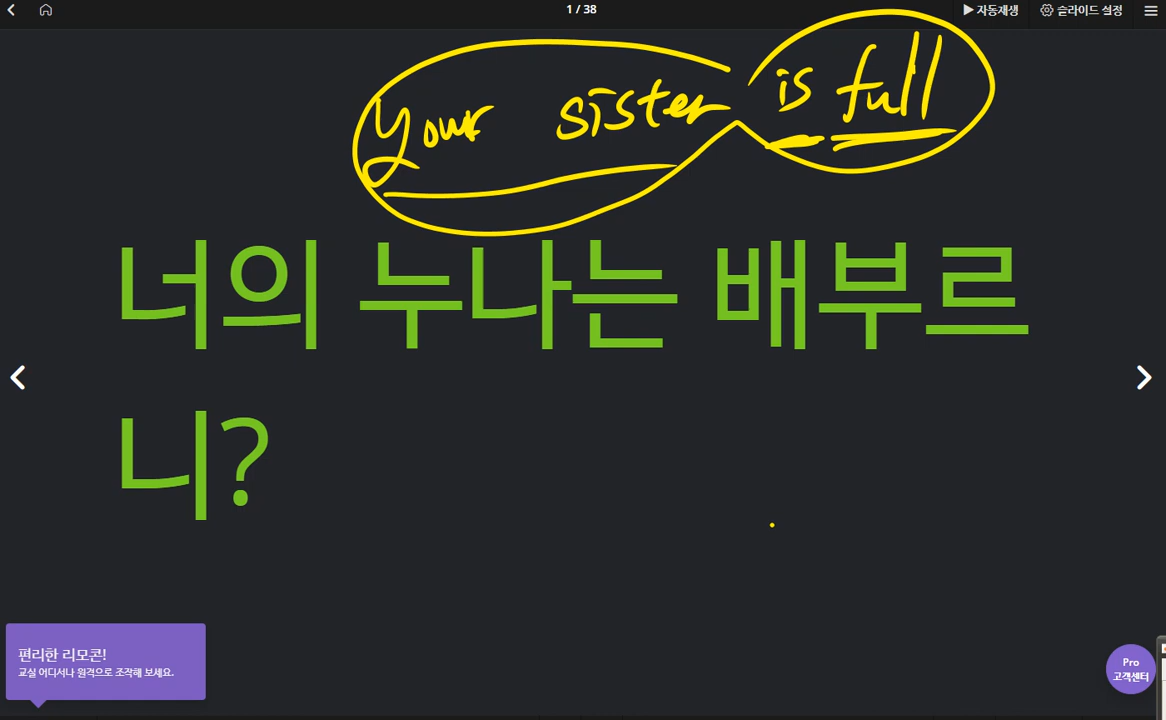 1 / 38
자동재생
슬라이드 설정
your sister is full
너의 누나는 배부르
니?
편리한 리모콘!
교실 어디서나 원격으로 조작해 보세요.
Pro
고객센터